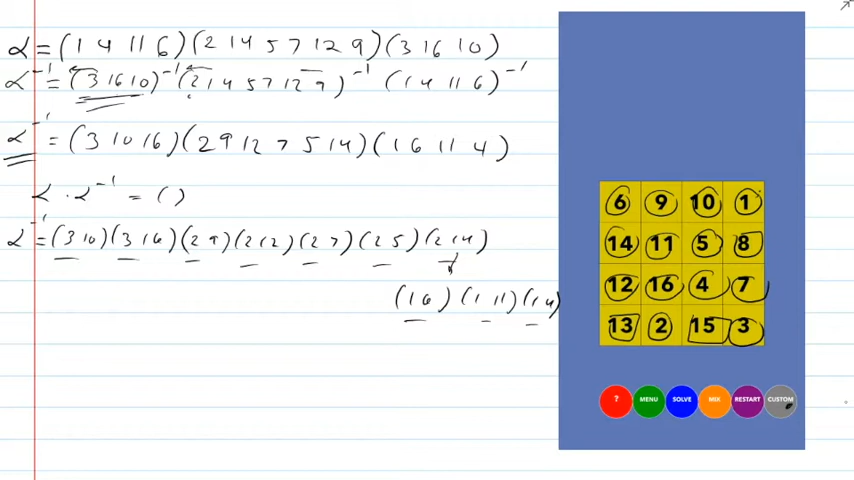 α = (1 4 11 6)(2 14 5 7 12 9)(3 16 10)
α⁻¹ = (3 16 10)⁻¹ (2 14 5 7 12 9)⁻¹ (1 4 11 6)⁻¹
α⁻¹ = (3 10 16)(2 9 12 7 5 14)(1 6 11 4)
α · α⁻¹ = ( )
α⁻¹ = (3 10)(3 16)(2 9)(2 12)(2 7)(2 5)(2 14)
(1 6)(1 11)(1 4)
6 9 10 1
14 11 5 8
12 16 4 7
13 2 15 3
? MENU SOLVE MIX RESTART CUSTOM